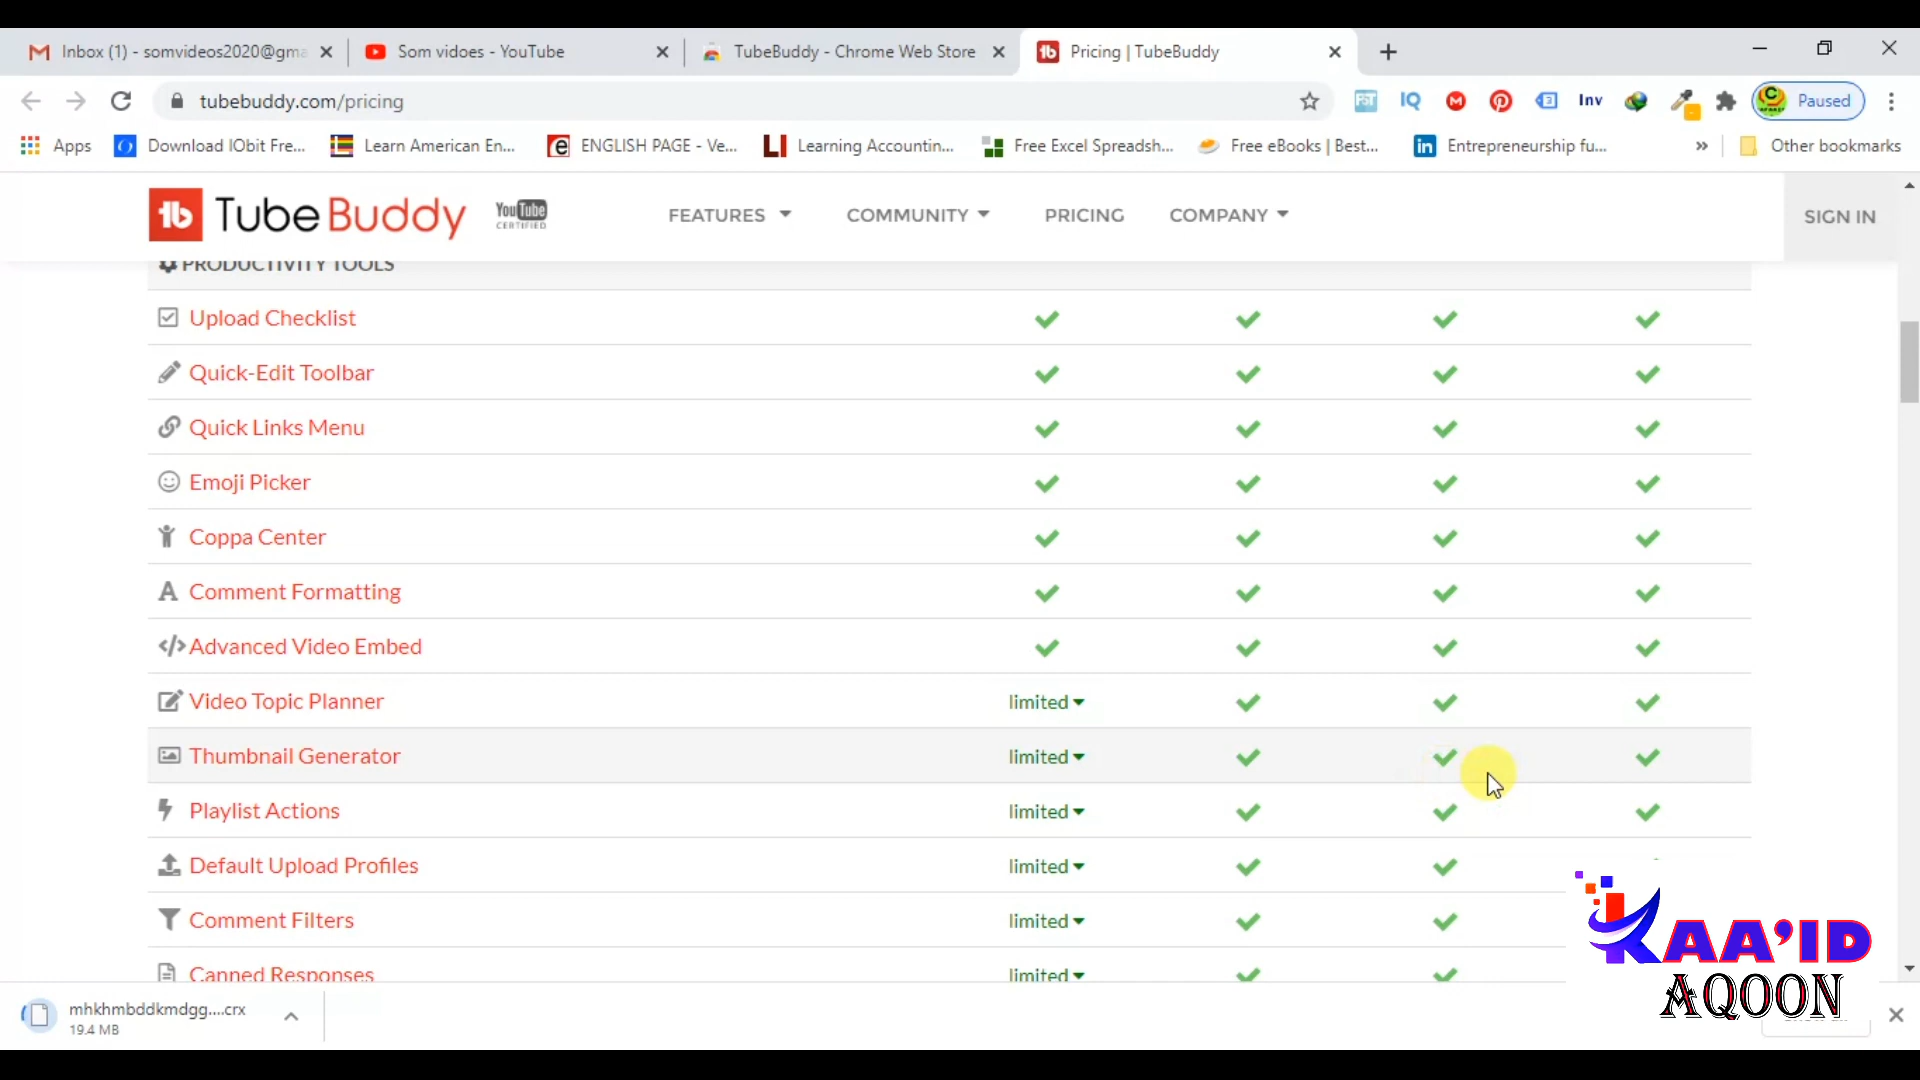 Inbox (1) - somvideos2020@gma
Som vidoes - YouTube
TubeBuddy - Chrome Web Store
Pricing | TubeBuddy
tubebuddy.com/pricing
Inv
Paused
Apps
Download IObit Fre...
Learn American En...
ENGLISH PAGE - Ve...
Learning Accountin...
Free Excel Spreadsh...
Free eBooks | Best...
Entrepreneurship fu...
Other bookmarks
TubeBuddy
YouTube CERTIFIED
FEATURES
COMMUNITY
PRICING
COMPANY
SIGN IN
PRODUCTIVITY TOOLS
Upload Checklist
Quick-Edit Toolbar
Quick Links Menu
Emoji Picker
Coppa Center
Comment Formatting
Advanced Video Embed
Video Topic Planner limited
Thumbnail Generator limited
Playlist Actions limited
Default Upload Profiles limited
Comment Filters limited
Canned Responses limited
KAA'ID
AQOON
mhkhmbddkmdgg....crx
19.4 MB